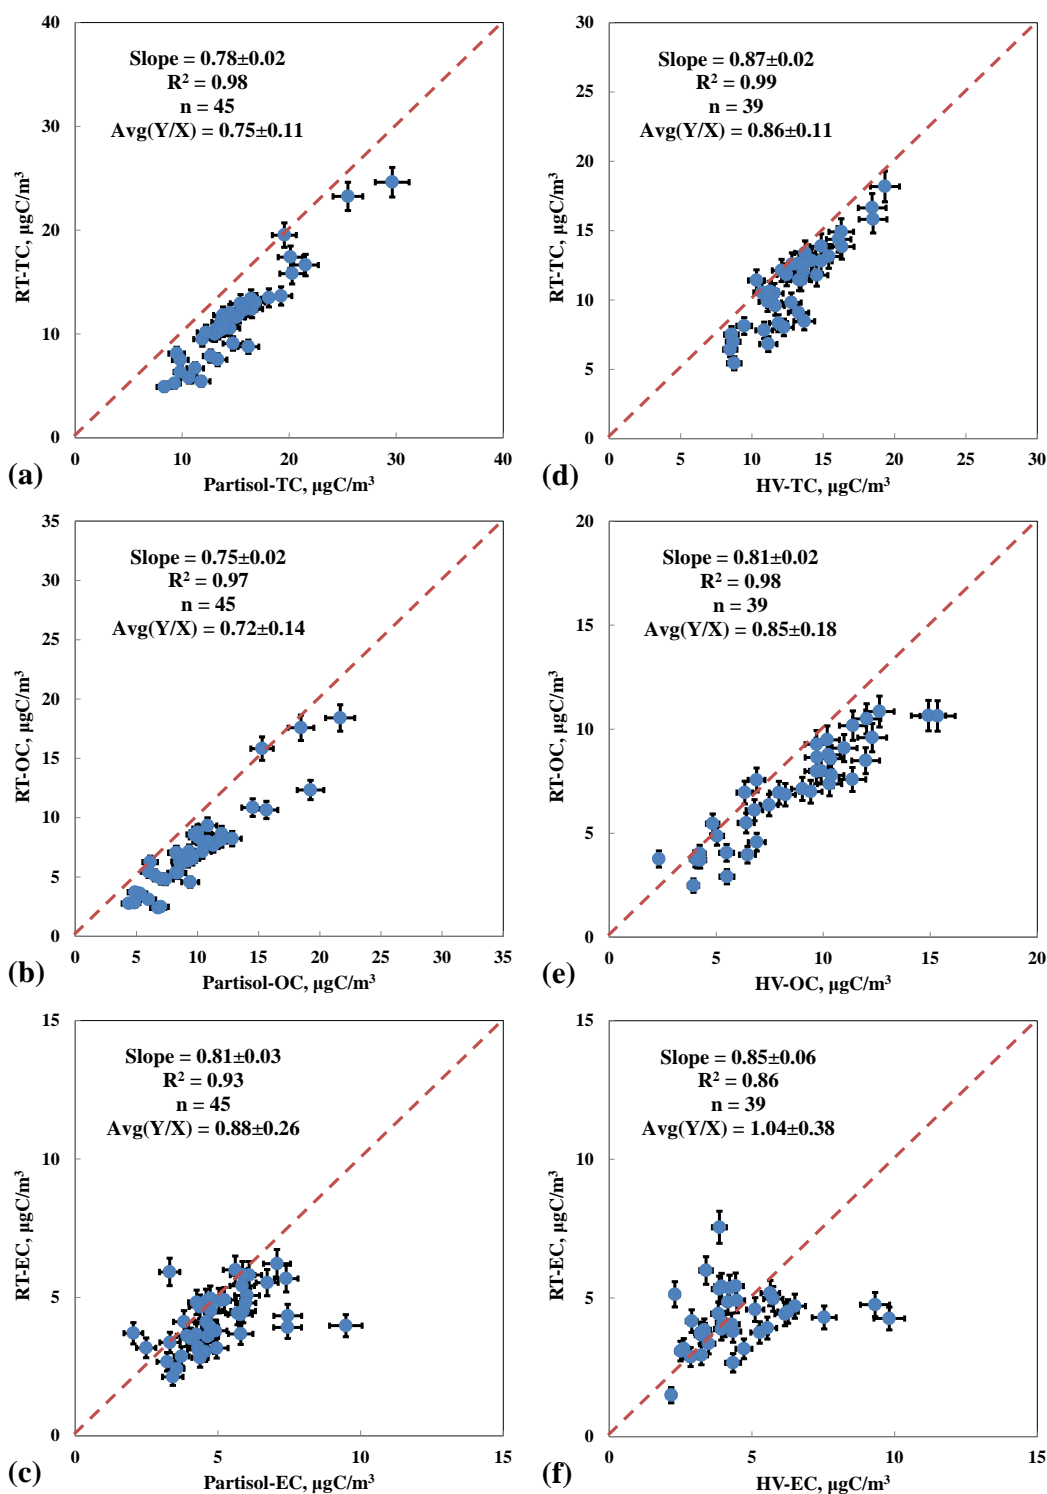 40
30
20
10
0
0
10
20
30
40
RT-TC, µgC/m³
Partisol-TC, µgC/m³
Slope = 0.78±0.02
R² = 0.98
n = 45
Avg(Y/X) = 0.75±0.11
(a)
30
25
20
15
10
5
0
0
5
10
15
20
25
30
RT-TC, µgC/m³
HV-TC, µgC/m³
Slope = 0.87±0.02
R² = 0.99
n = 39
Avg(Y/X) = 0.86±0.11
(d)
35
30
25
20
15
10
5
0
0
5
10
15
20
25
30
35
RT-OC, µgC/m³
Partisol-OC, µgC/m³
Slope = 0.75±0.02
R² = 0.97
n = 45
Avg(Y/X) = 0.72±0.14
(b)
20
15
10
5
0
0
5
10
15
20
RT-OC, µgC/m³
HV-OC, µgC/m³
Slope = 0.81±0.02
R² = 0.98
n = 39
Avg(Y/X) = 0.85±0.18
(e)
15
10
5
0
0
5
10
15
RT-EC, µgC/m³
Partisol-EC, µgC/m³
Slope = 0.81±0.03
R² = 0.93
n = 45
Avg(Y/X) = 0.88±0.26
(c)
15
10
5
0
0
5
10
15
RT-EC, µgC/m³
HV-EC, µgC/m³
Slope = 0.85±0.06
R² = 0.86
n = 39
Avg(Y/X) = 1.04±0.38
(f)